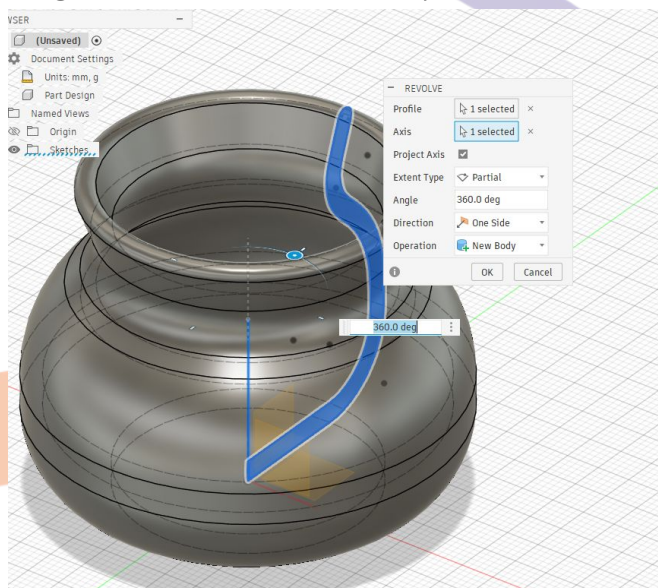 WSER −
(Unsaved)
Document Settings
Units: mm, g
Part Design
Named Views
Origin
Sketches
− REVOLVE
Profile 1 selected ×
Axis 1 selected ×
Project Axis
Extent Type Partial
Angle 360.0 deg
Direction One Side
Operation New Body
OK Cancel
360.0 deg